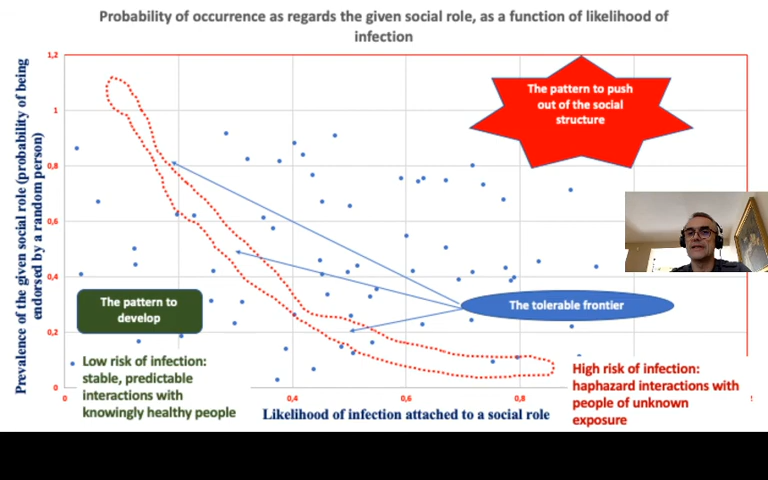 Probability of occurrence as regards the given social role, as a function of likelihood of
infection
Prevalence of the given social role (probability of being
endorsed by a random person)
1,2
1
0,8
0,6
0,4
0,2
0
The pattern to push
out of the social
structure
The tolerable frontier
The pattern to
develop
Low risk of infection:
stable, predictable
interactions with
knowingly healthy people
High risk of infection:
haphazard interactions with
people of unknown
exposure
0
0,4
0,6
0,8
Likelihood of infection attached to a social role